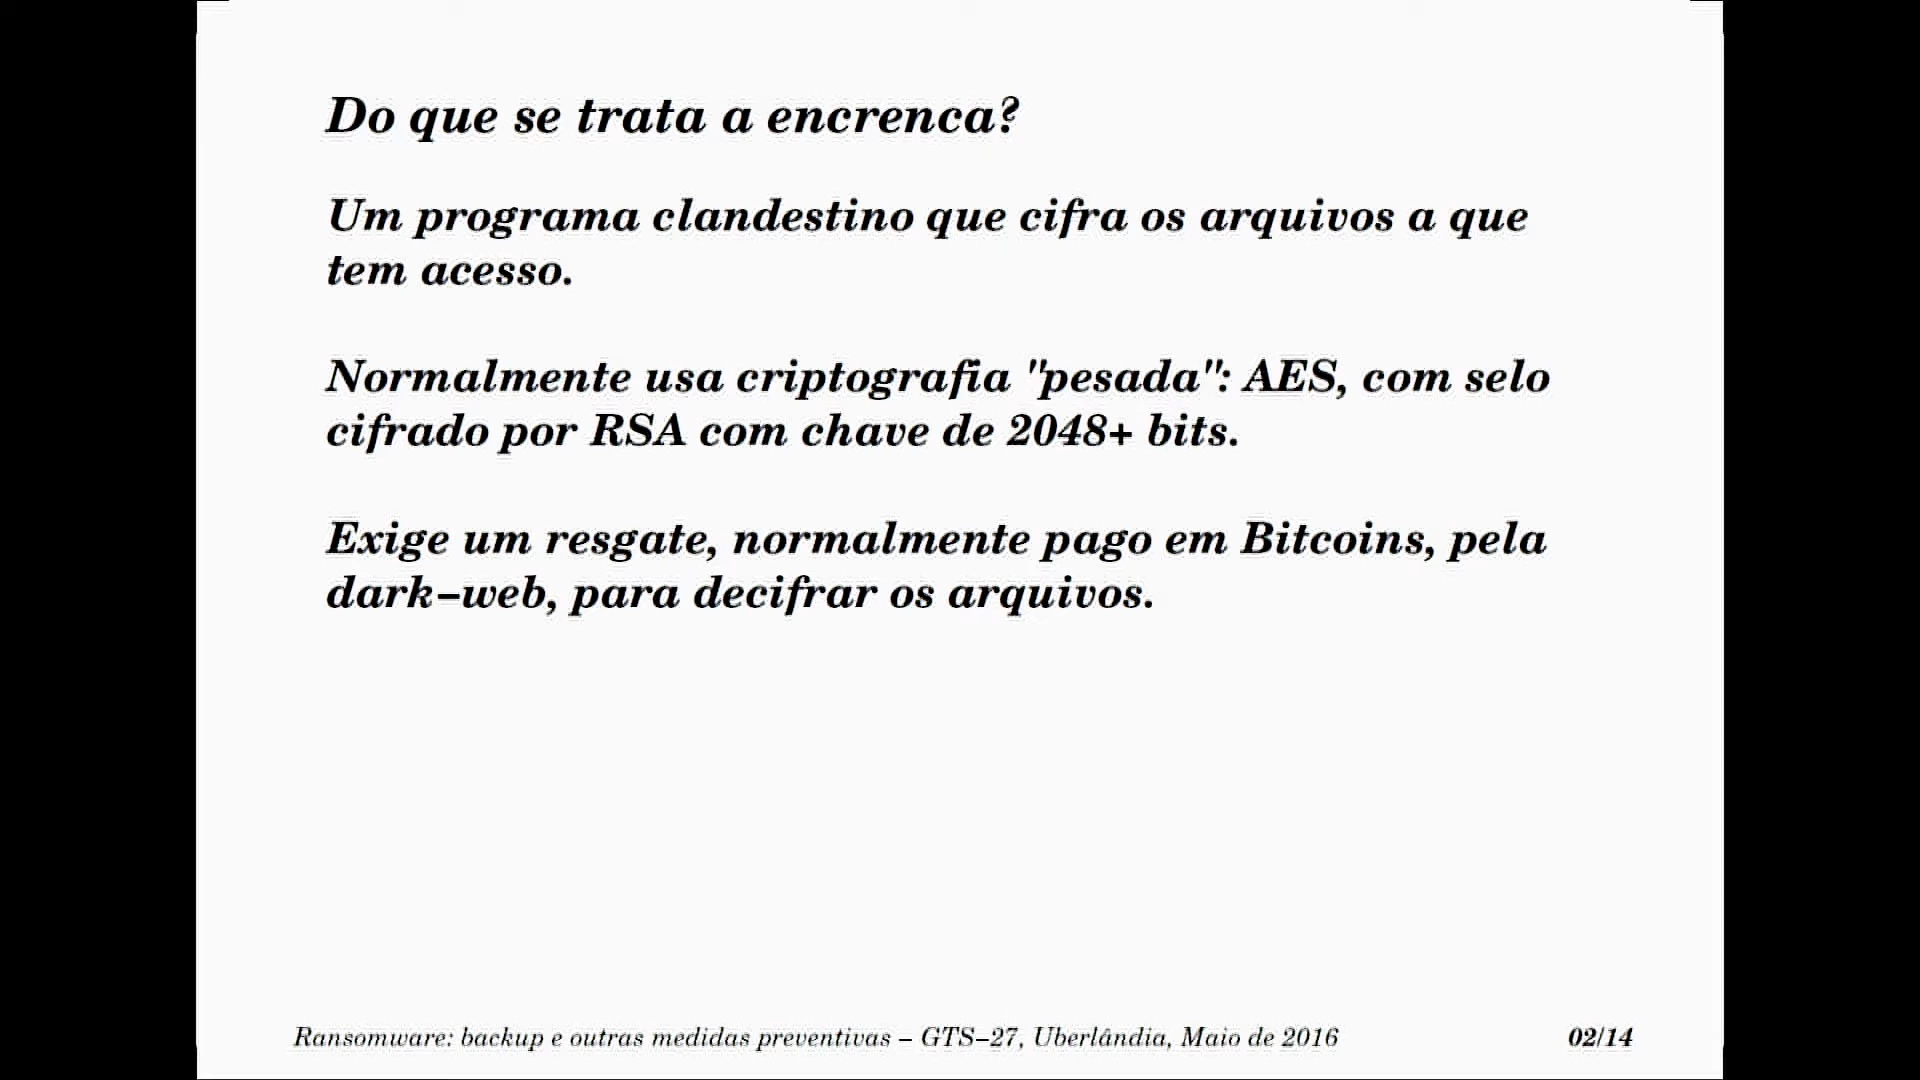 Do que se trata a encrenca?
Um programa clandestino que cifra os arquivos a que
tem acesso.
Normalmente usa criptografia "pesada": AES, com selo
cifrado por RSA com chave de 2048+ bits.
Exige um resgate, normalmente pago em Bitcoins, pela
dark–web, para decifrar os arquivos.
Ransomware: backup e outras medidas preventivas – GTS–27, Uberlândia, Maio de 2016
02/14